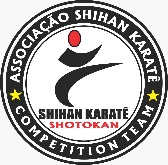 ASSOCIAÇÃO SHIHAN KARATÊ
SHIHAN KARATÊ
SHOTOKAN
COMPETITION TEAM